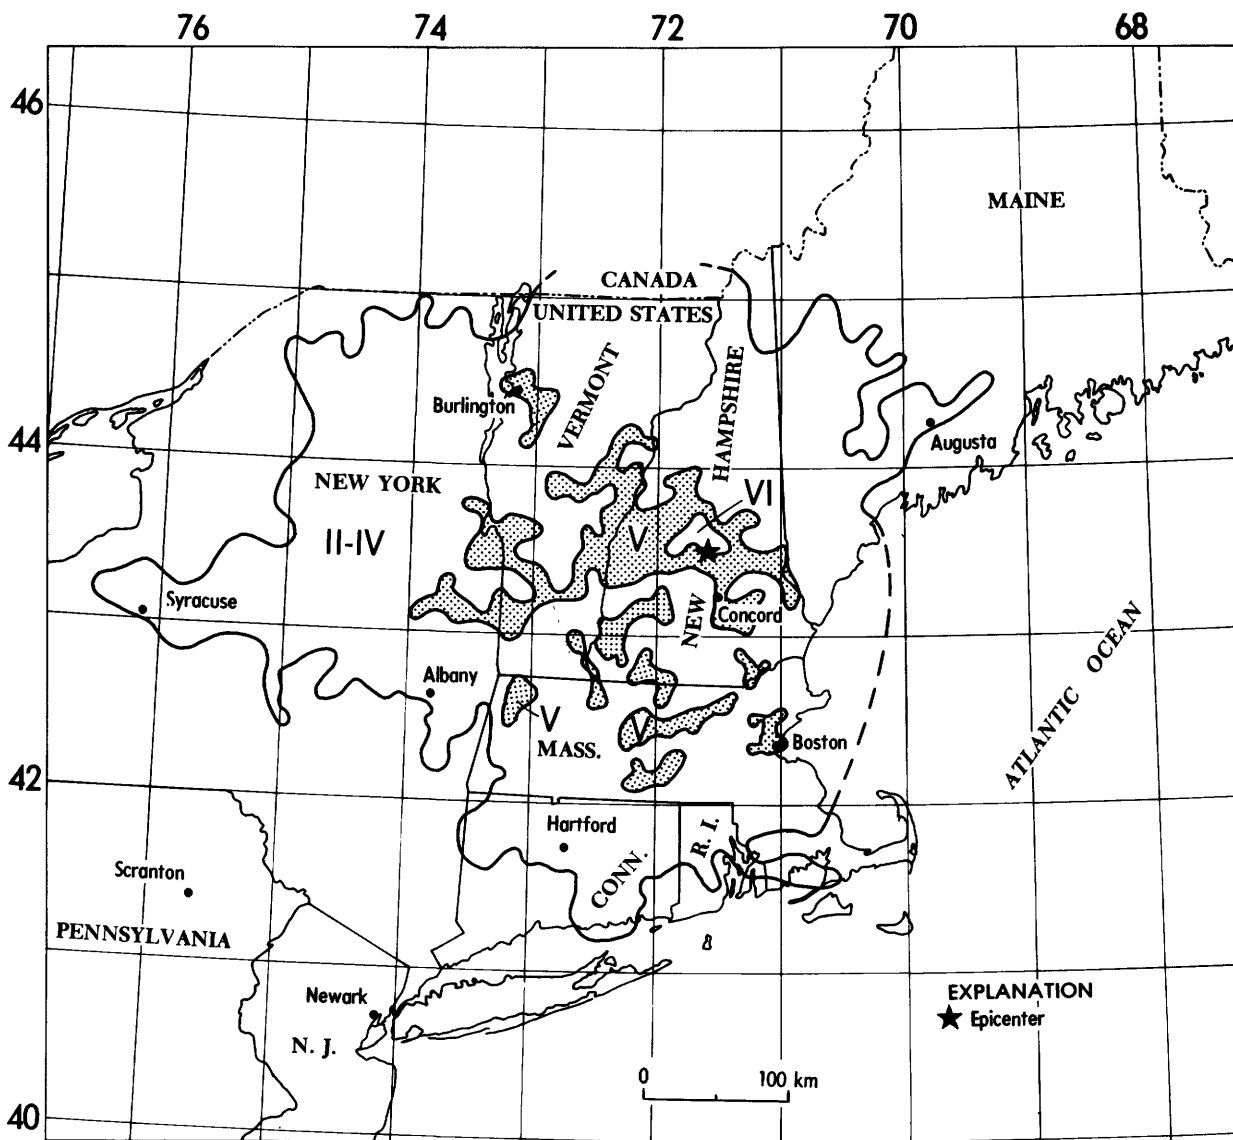 76 74 72 70 68
46
MAINE
CANADA
UNITED STATES
VERMONT
HAMPSHIRE
Burlington
44
Augusta
NEW YORK
VI
II-IV
V
Syracuse
NEW
Concord
Albany
ATLANTIC OCEAN
V
V
MASS.
Boston
42
Hartford
R. I.
CONN.
Scranton
PENNSYLVANIA
Newark
EXPLANATION
Epicenter
N. J.
0 100 km
40